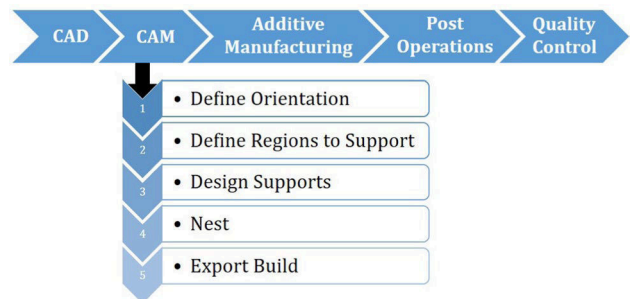 CAD
CAM
Additive
Manufacturing
Post
Operations
Quality
Control
1
• Define Orientation
2
• Define Regions to Support
3
• Design Supports
4
• Nest
5
• Export Build